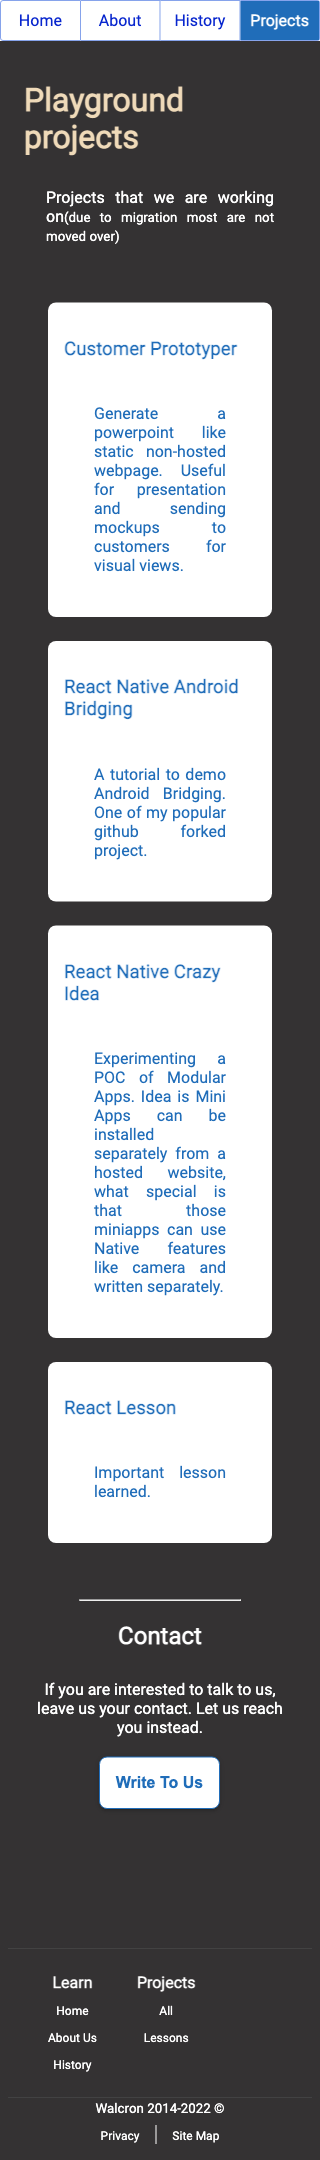 Home About History Projects
Playground
projects
Projects that we are working
on(due to migration most are not
moved over)
Customer Prototyper
Generate a
powerpoint like
static non-hosted
webpage. Useful
for presentation
and sending
mockups to
customers for
visual views.
React Native Android
Bridging
A tutorial to demo
Android Bridging.
One of my popular
github forked
project.
React Native Crazy
Idea
Experimenting a
POC of Modular
Apps. Idea is Mini
Apps can be
installed
separately from a
hosted website,
what special is
that those
miniapps can use
Native features
like camera and
written separately.
React Lesson
Important lesson
learned.
Contact
If you are interested to talk to us,
leave us your contact. Let us reach
you instead.
Write To Us
Learn Projects
Home All
About Us Lessons
History
Walcron 2014-2022 ©
Privacy Site Map